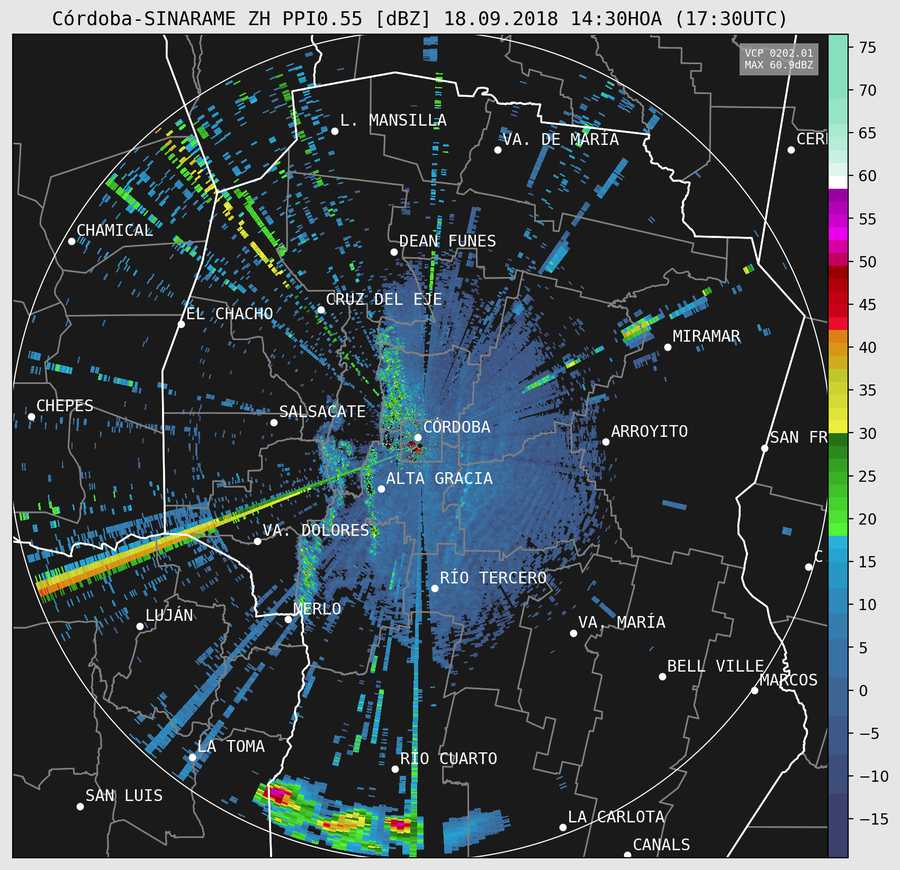 Córdoba-SINARAME ZH PPI0.55 [dBZ] 18.09.2018 14:30HOA (17:30UTC)
VCP 0202.01
MAX 60.9dBZ
75
70
65
60
55
50
45
40
35
30
25
20
15
10
5
0
−5
−10
−15
L. MANSILLA
VA. DE MARÍA
CERR
CHAMICAL
DEAN FUNES
CRUZ DEL EJE
EL CHACHO
MIRAMAR
CHEPES
SALSACATE
CÓRDOBA
ARROYITO
SAN FR
ALTA GRACIA
VA. DOLORES
C
RÍO TERCERO
LUJÁN
MERLO
VA. MARÍA
BELL VILLE
MARCOS
LA TOMA
RÍO CUARTO
SAN LUIS
LA CARLOTA
CANALS